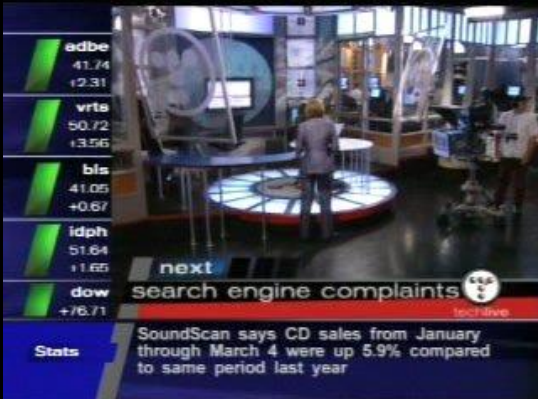 adbe
41.74
+2.31
vrts
50.72
+3.56
bls
41.05
+0.67
idph
51.64
+1.65
dow
+76.71
next
search engine complaints
techlive
Stats
SoundScan says CD sales from January
through March 4 were up 5.9% compared
to same period last year